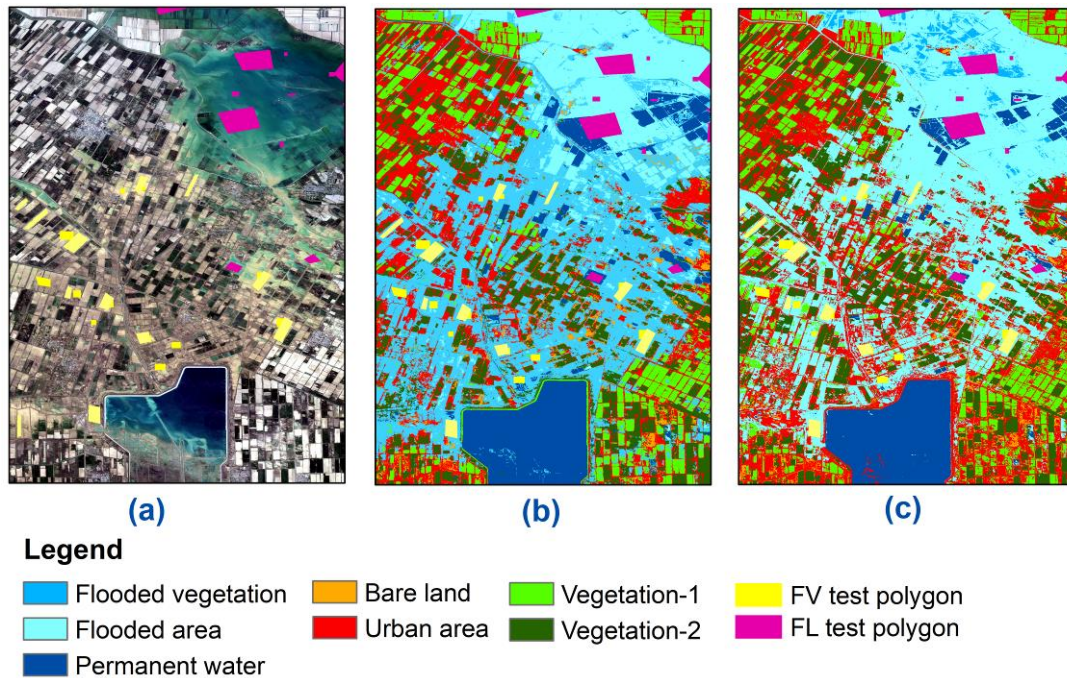 (a) (b) (c)
Legend
Flooded vegetation Bare land Vegetation-1 FV test polygon
Flooded area Urban area Vegetation-2 FL test polygon
Permanent water